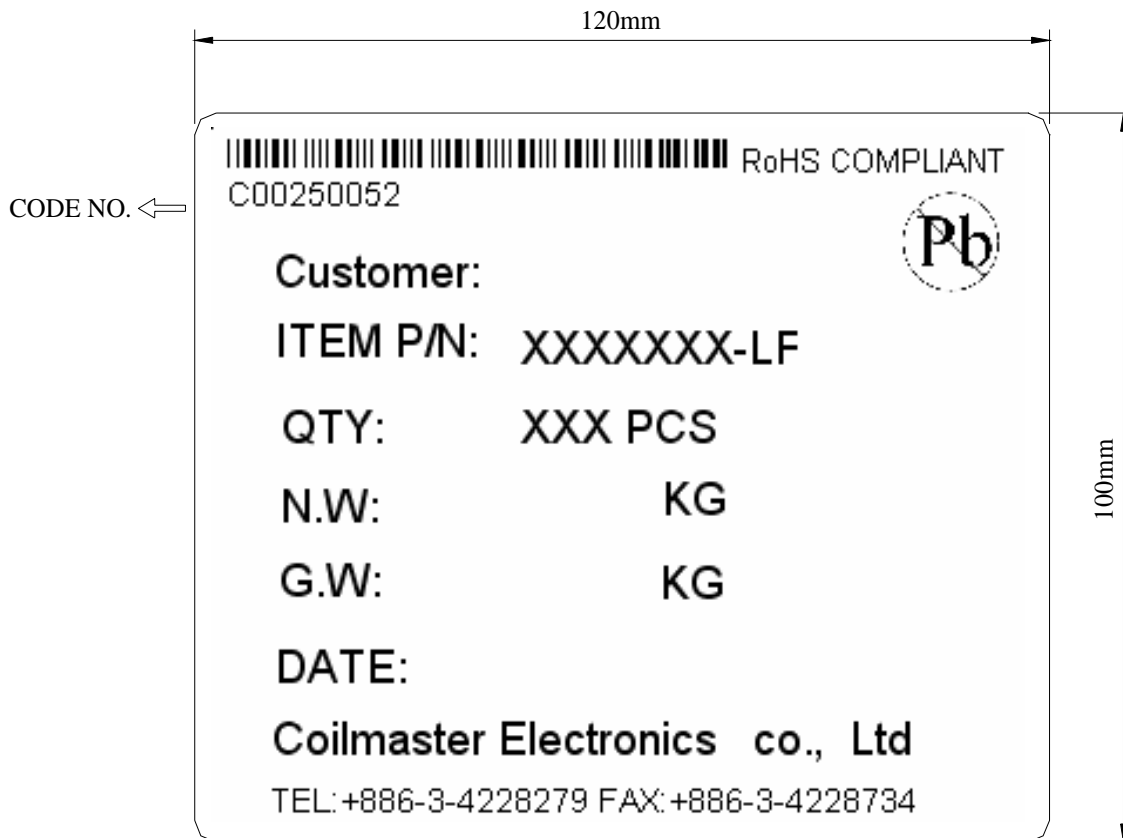 120mm
RoHS COMPLIANT
C00250052
CODE NO.
Pb
Customer:
ITEM P/N: XXXXXXX-LF
QTY: XXX PCS
N.W: KG
G.W: KG
100mm
DATE:
Coilmaster Electronics co., Ltd
TEL:+886-3-4228279 FAX:+886-3-4228734